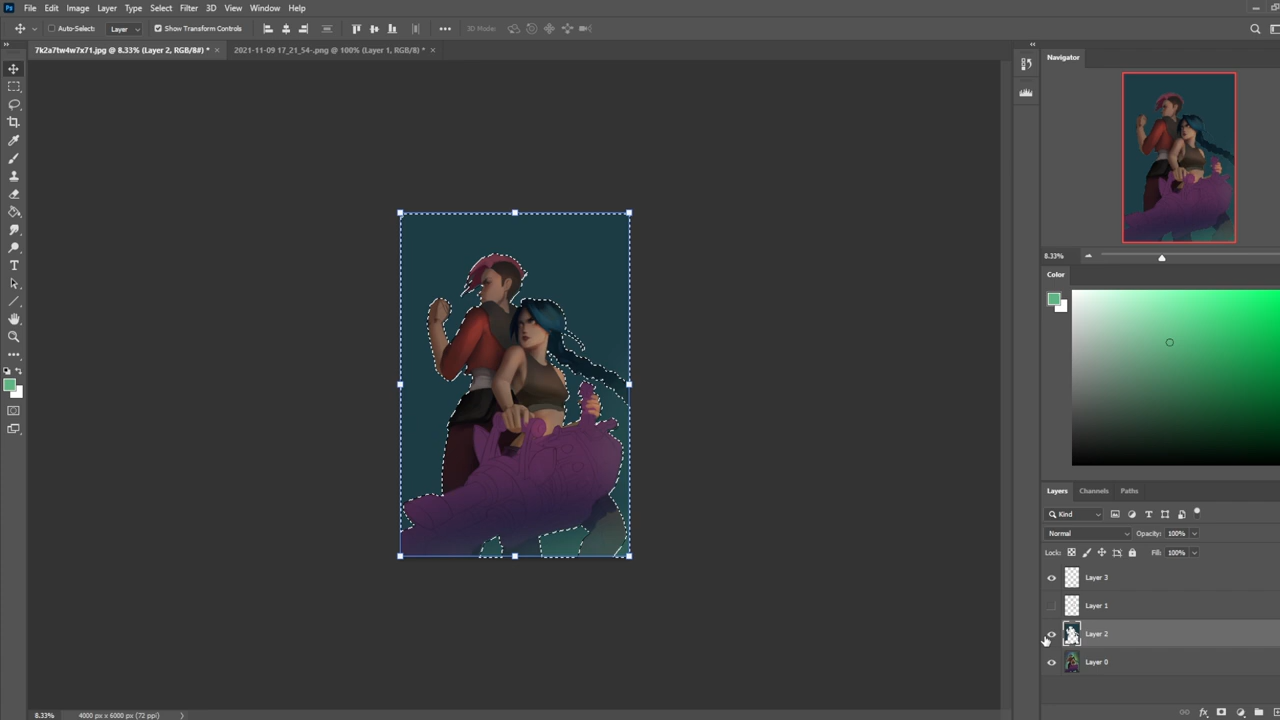 Ps File Edit Image Layer Type Select Filter 3D View Window Help
Auto-Select: Layer Show Transform Controls 3D Mode:
7k2a7tw4w7x71.jpg @ 8.33% (Layer 2, RGB/8#) * × 2021-11-09 17_21_54-.png @ 100% (Layer 1, RGB/8) * ×
Navigator
8.33%
Color
Layers Channels Paths
Kind
Normal Opacity: 100%
Lock: Fill: 100%
Layer 3
Layer 1
Layer 2
Layer 0
8.33% 4000 px x 6000 px (72 ppi)